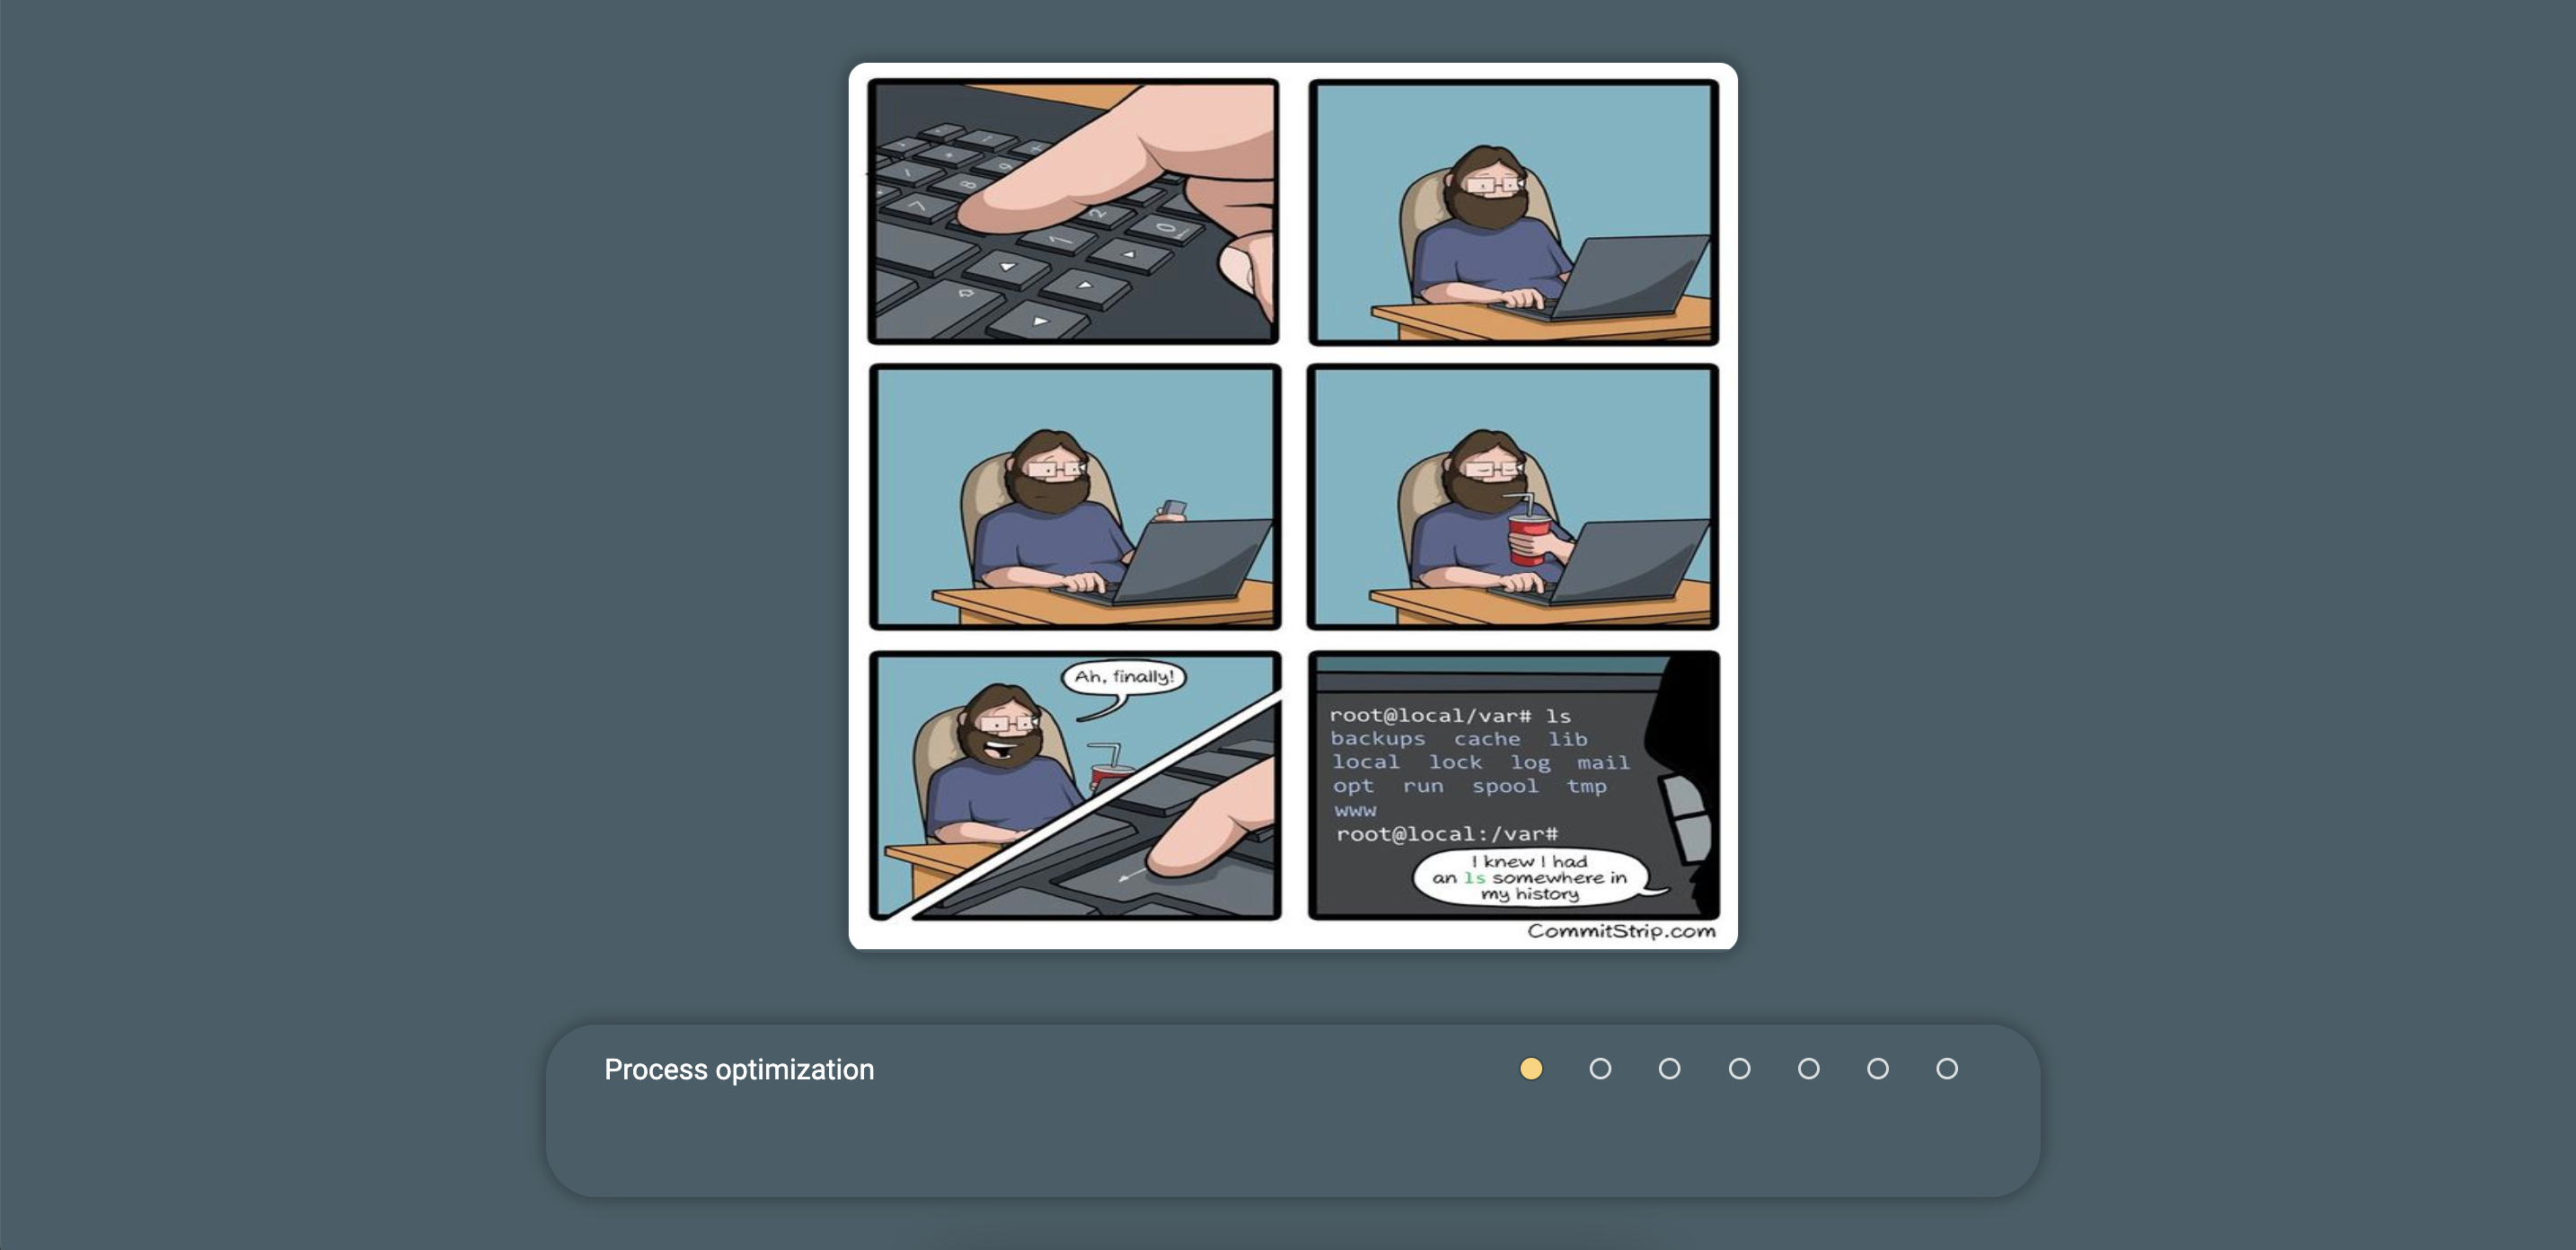 Ah, finally!
root@local/var# ls
backups cache lib
local lock log mail
opt run spool tmp
www
root@local:/var#
I knew I had
an ls somewhere in
my history
CommitStrip.com
Process optimization